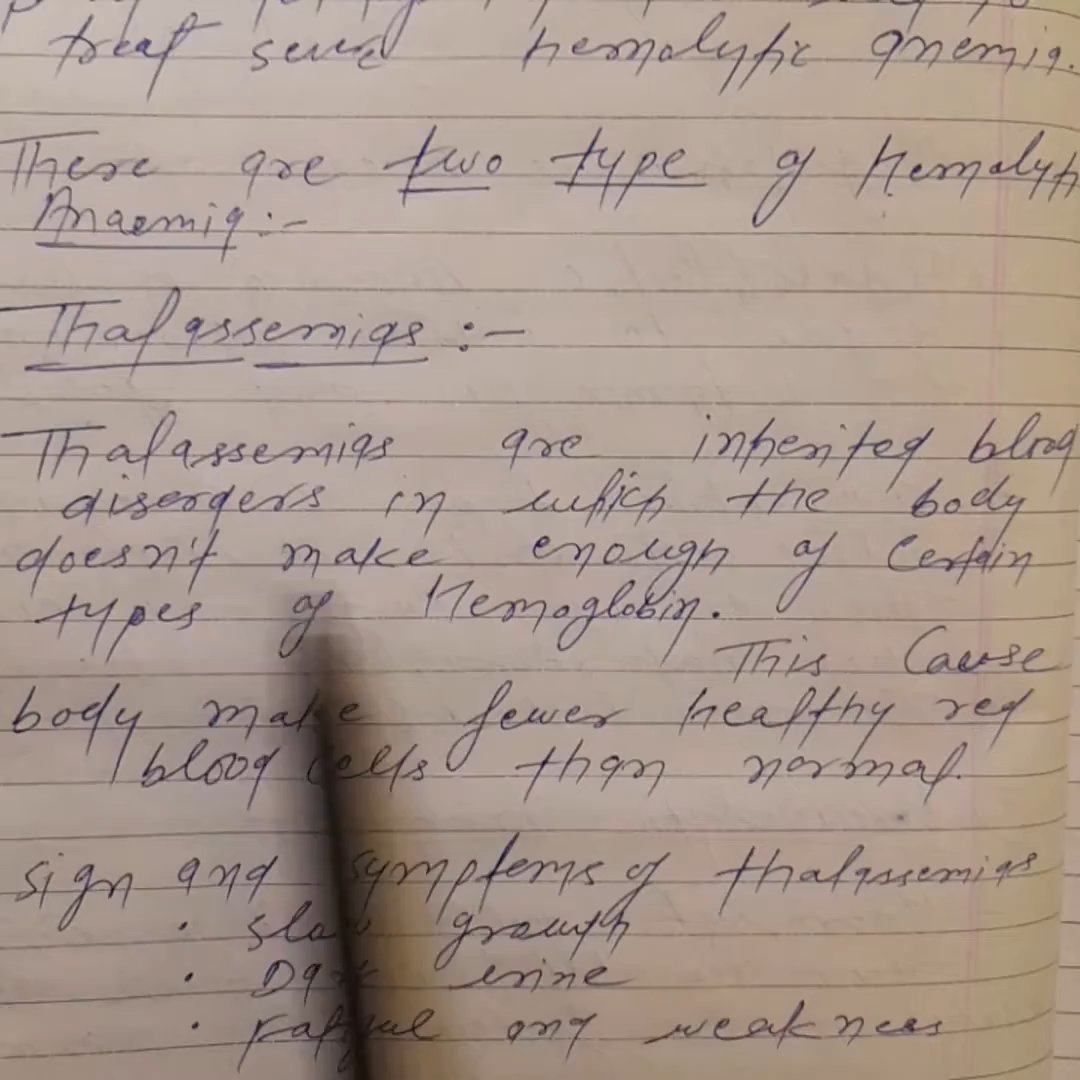 treat severe hemolytic anemia.
There are two type of Hemolyti
Anaemia :-
Thalassemias :-
Thalassemias are inherited blood
disorders in which the body
doesn't make enough of certain
types of Hemoglobin.
This Cause
body make fewer healthy red
blood cells than normal.
sign and symptoms of thalassemias
• Slow growth
• Dark urine
• Fatigue and weakness